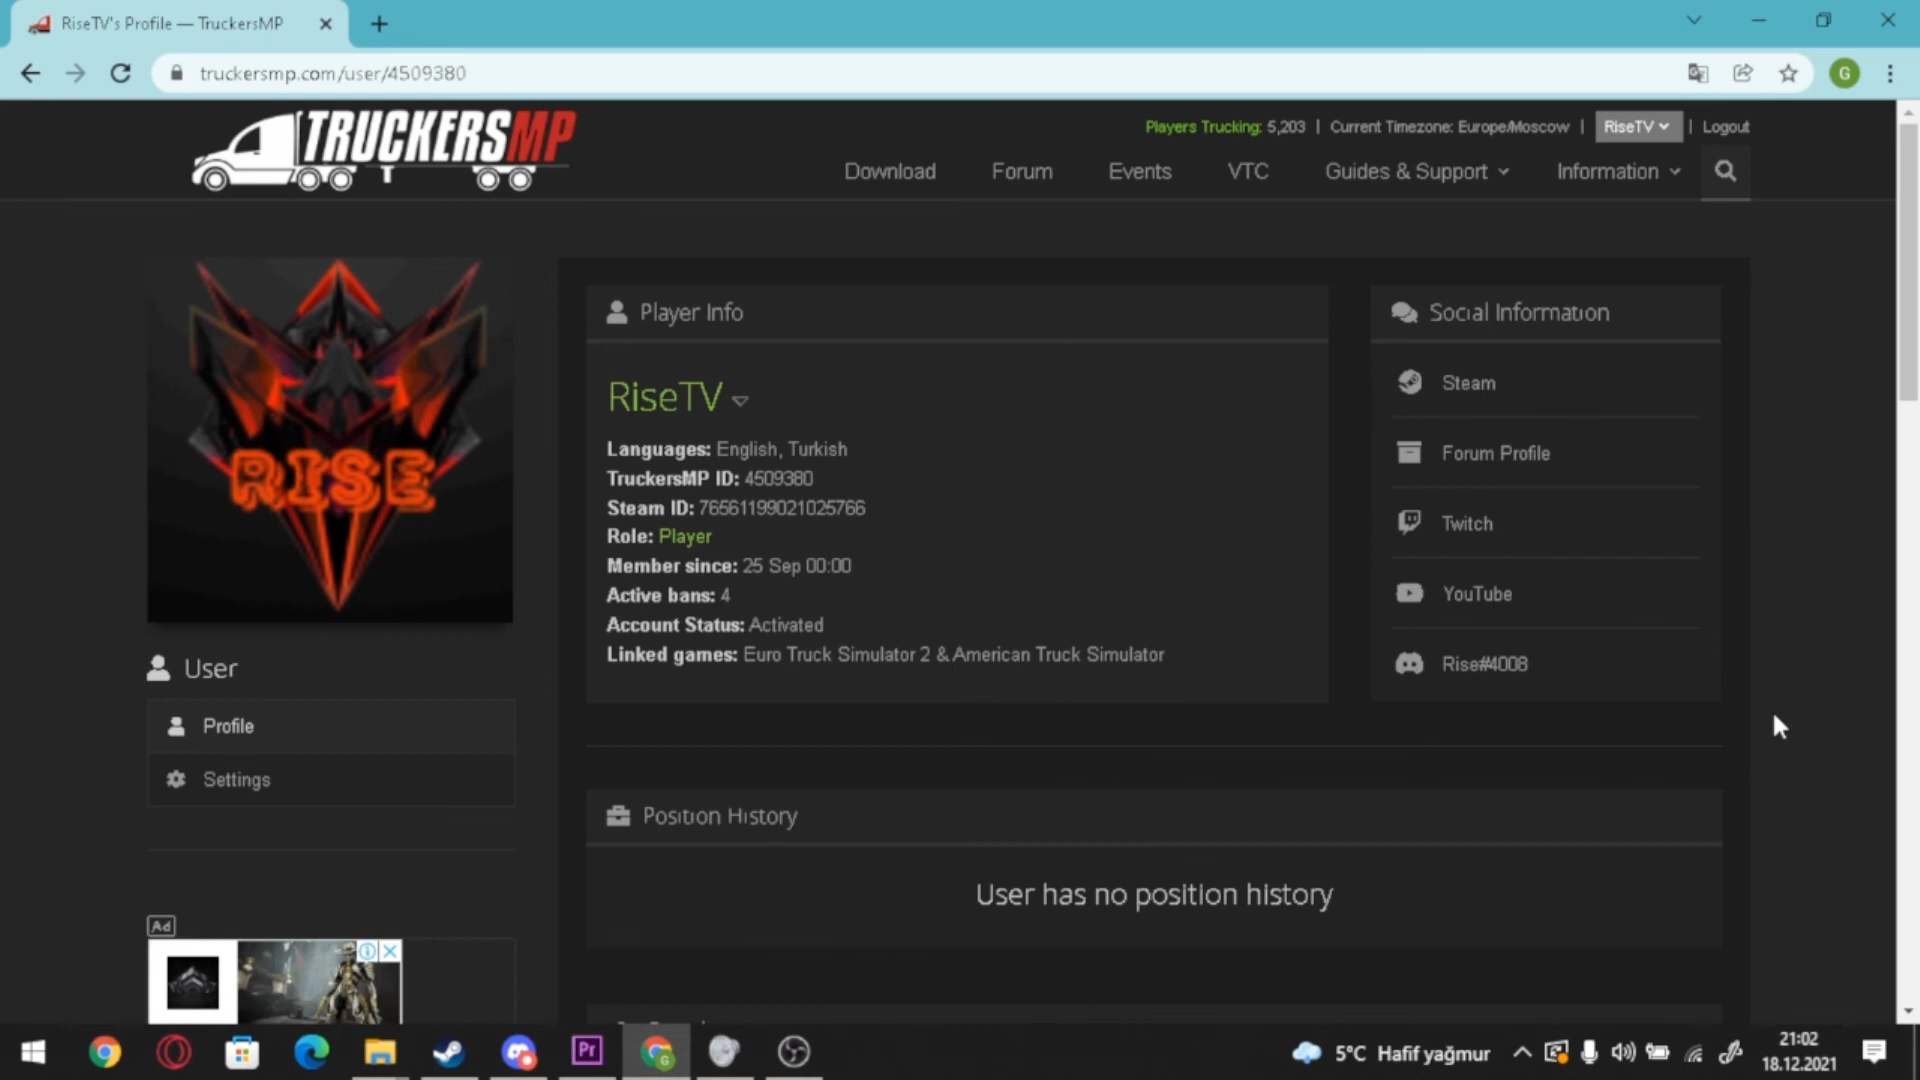 RiseTV's Profile — TruckersMP
truckersmp.com/user/4509380
G
TRUCKERSMP
Players Trucking: 5,203 | Current Timezone: Europe/Moscow | RiseTV | Logout
Download Forum Events VTC Guides & Support Information
RISE
Player Info
RiseTV
Languages: English, Turkish
TruckersMP ID: 4509380
Steam ID: 76561199021025766
Role: Player
Member since: 25 Sep 00:00
Active bans: 4
Account Status: Activated
Linked games: Euro Truck Simulator 2 & American Truck Simulator
Social Information
Steam
Forum Profile
Twitch
YouTube
Rise#4008
User
Profile
Settings
Position History
User has no position history
Ad
Pr
G
5°C Hafif yağmur
21:02
18.12.2021